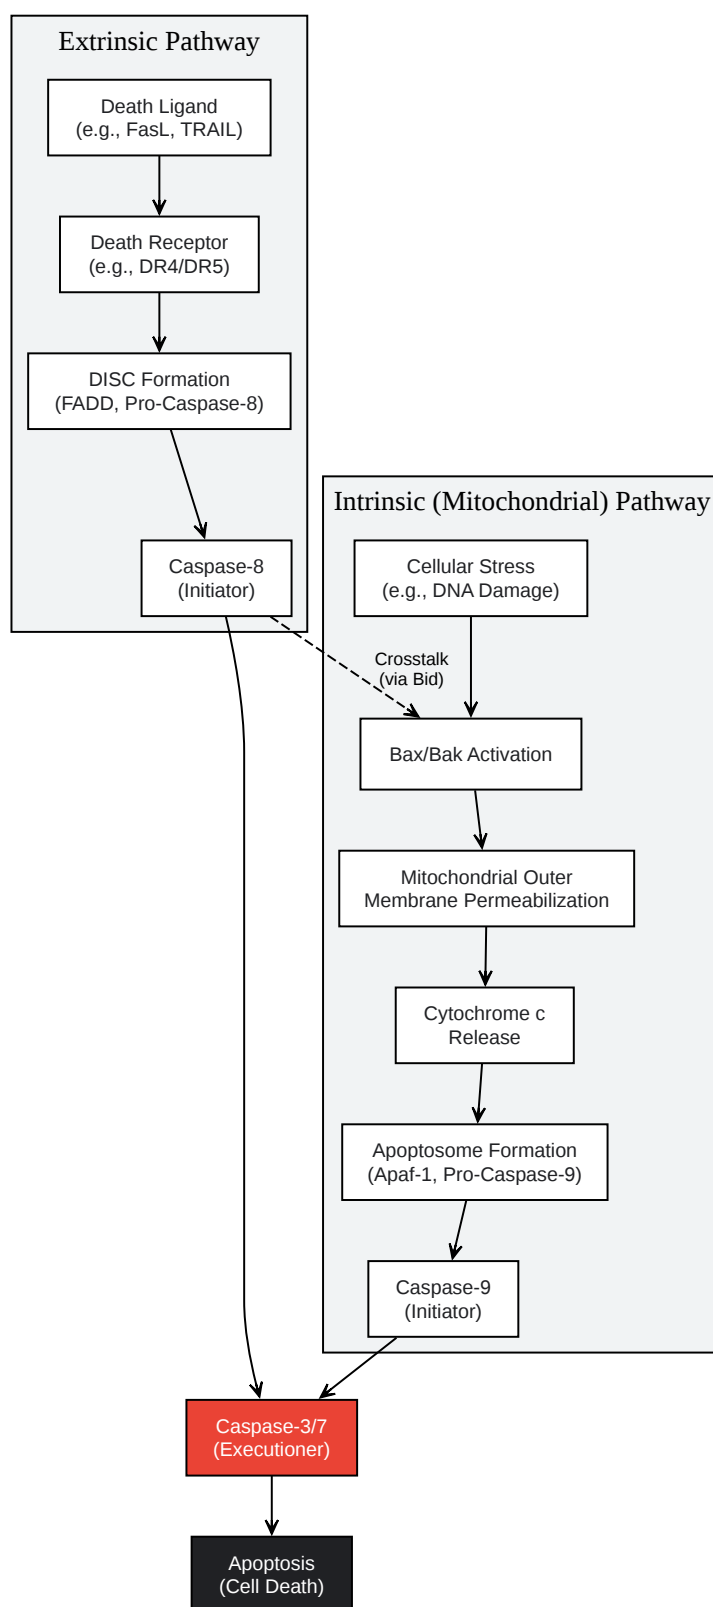 Extrinsic Pathway
Death Ligand
(e.g., FasL, TRAIL)
Death Receptor
(e.g., DR4/DR5)
DISC Formation
(FADD, Pro-Caspase-8)
Caspase-8
(Initiator)
Intrinsic (Mitochondrial) Pathway
Cellular Stress
(e.g., DNA Damage)
Crosstalk
(via Bid)
Bax/Bak Activation
Mitochondrial Outer
Membrane Permeabilization
Cytochrome c
Release
Apoptosome Formation
(Apaf-1, Pro-Caspase-9)
Caspase-9
(Initiator)
Caspase-3/7
(Executioner)
Apoptosis
(Cell Death)